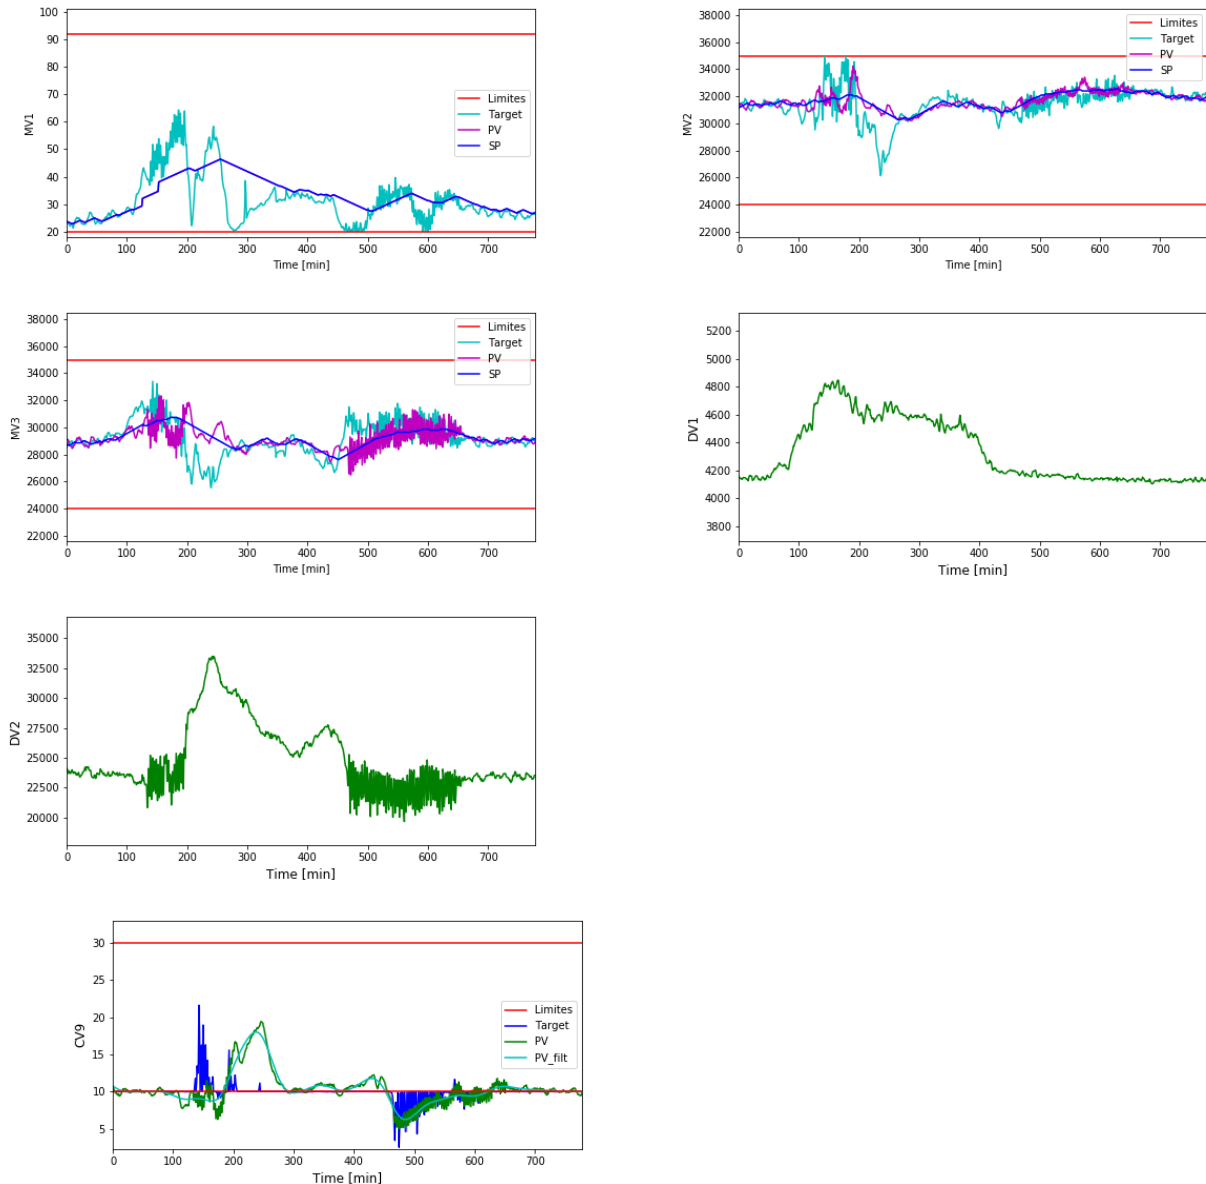 100
90
80
70
60
50
40
30
20
MV1
0 100 200 300 400 500 600 700
Time [min]
Limites
Target
PV
SP
38000
36000
34000
32000
30000
28000
26000
24000
22000
MV2
0 100 200 300 400 500 600 700
Time [min]
Limites
Target
PV
SP
38000
36000
34000
32000
30000
28000
26000
24000
22000
MV3
0 100 200 300 400 500 600 700
Time [min]
Limites
Target
PV
SP
5200
5000
4800
4600
4400
4200
4000
3800
DV1
0 100 200 300 400 500 600 700
Time [min]
35000
32500
30000
27500
25000
22500
20000
DV2
0 100 200 300 400 500 600 700
Time [min]
30
25
20
15
10
5
CV9
0 100 200 300 400 500 600 700
Time [min]
Limites
Target
PV
PV_filt